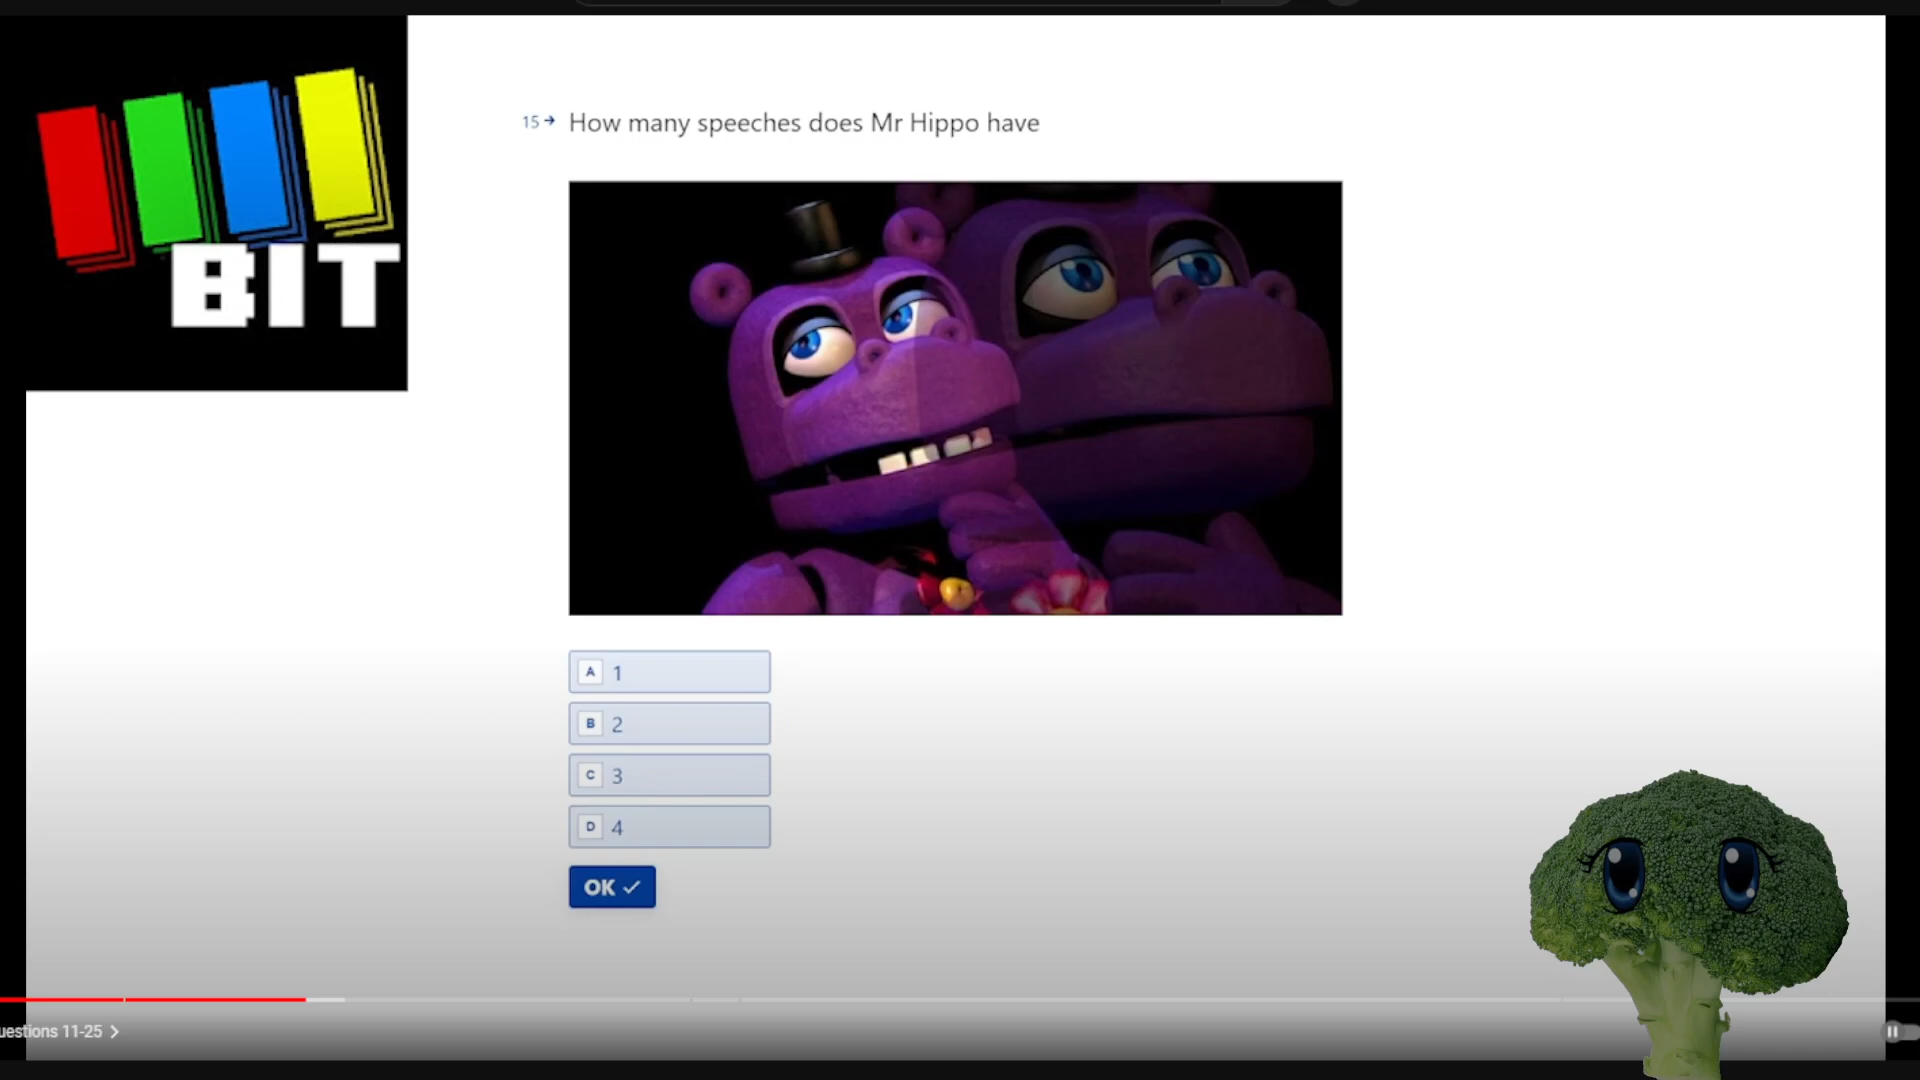 BIT
15 How many speeches does Mr Hippo have
A 1
B 2
C 3
D 4
OK
uestions 11-25